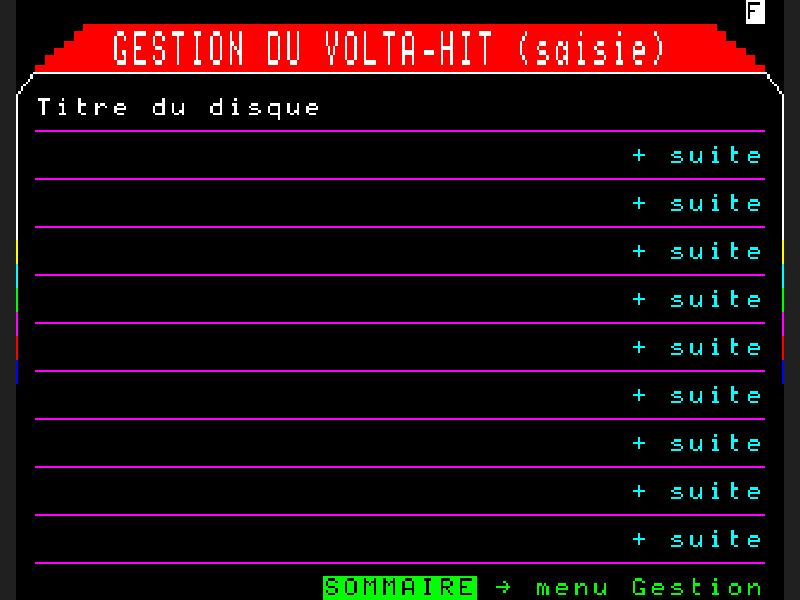 F
GESTION DU VOLTA-HIT (saisie)
Titre du disque
+ suite
+ suite
+ suite
+ suite
+ suite
+ suite
+ suite
+ suite
+ suite
SOMMAIRE → menu Gestion